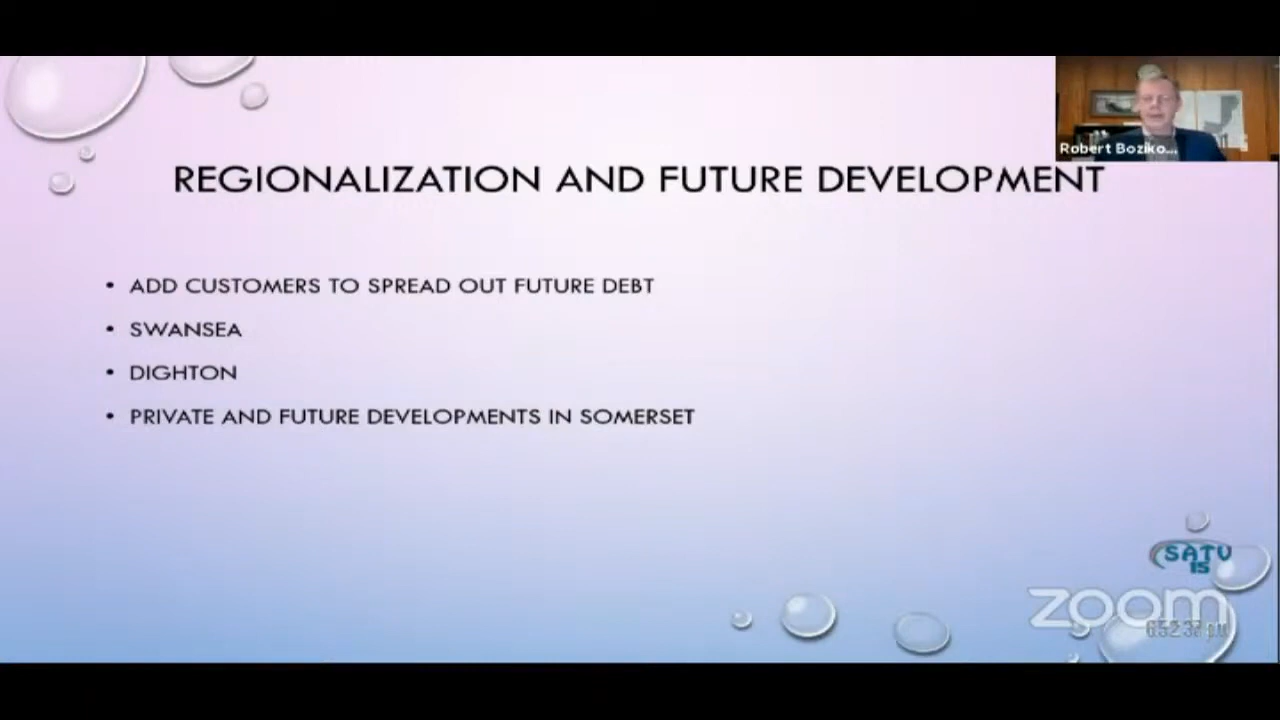 Robert Boziko...
REGIONALIZATION AND FUTURE DEVELOPMENT
• ADD CUSTOMERS TO SPREAD OUT FUTURE DEBT
• SWANSEA
• DIGHTON
• PRIVATE AND FUTURE DEVELOPMENTS IN SOMERSET
SATV
15
zoom